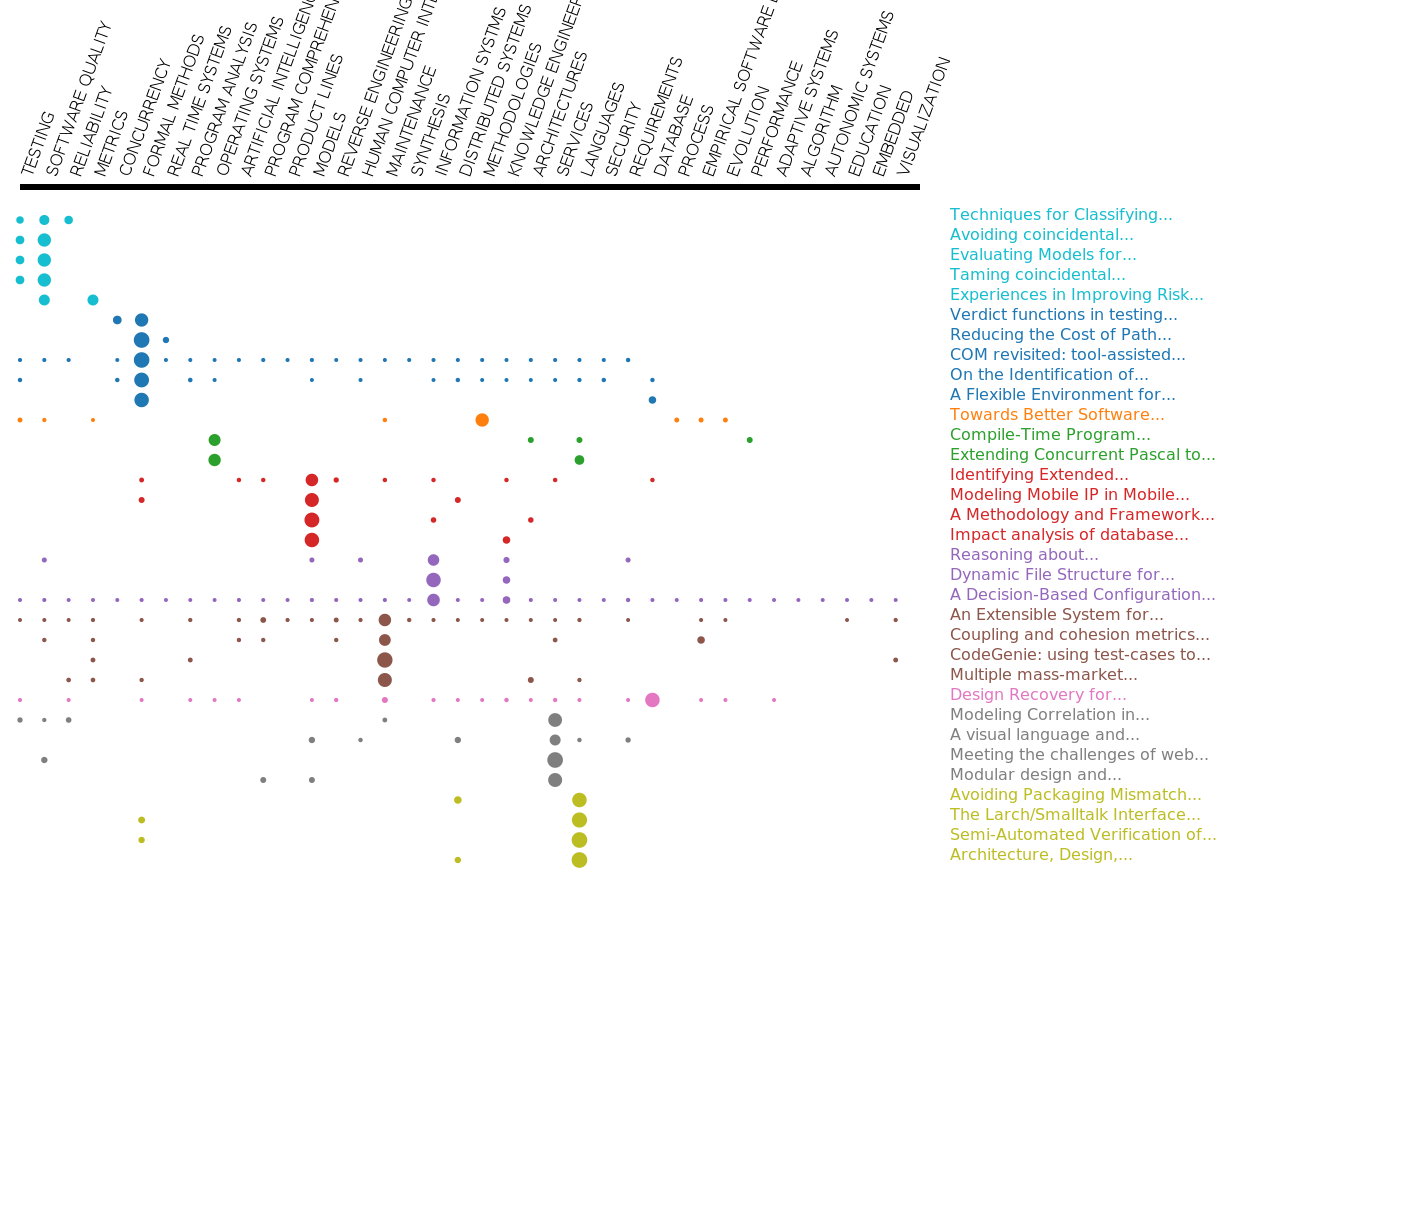 TESTING
SOFTWARE QUALITY
RELIABILITY
METRICS
CONCURRENCY
FORMAL METHODS
REAL TIME SYSTEMS
PROGRAM ANALYSIS
OPERATING SYSTEMS
ARTIFICIAL INTELLIGENC
PROGRAM COMPREHEN
PRODUCT LINES
MODELS
REVERSE ENGINEERING
HUMAN COMPUTER INTE
MAINTENANCE
SYNTHESIS
INFORMATION SYSTMS
DISTRIBUTED SYSTEMS
METHODOLOGIES
KNOWLEDGE ENGINEER
ARCHITECTURES
SERVICES
LANGUAGES
SECURITY
REQUIREMENTS
DATABASE
PROCESS
EMPIRICAL SOFTWARE E
EVOLUTION
PERFORMANCE
ADAPTIVE SYSTEMS
ALGORITHM
AUTONOMIC SYSTEMS
EDUCATION
EMBEDDED
VISUALIZATION
Techniques for Classifying...
Avoiding coincidental...
Evaluating Models for...
Taming coincidental...
Experiences in Improving Risk...
Verdict functions in testing...
Reducing the Cost of Path...
COM revisited: tool-assisted...
On the Identification of...
A Flexible Environment for...
Towards Better Software...
Compile-Time Program...
Extending Concurrent Pascal to...
Identifying Extended...
Modeling Mobile IP in Mobile...
A Methodology and Framework...
Impact analysis of database...
Reasoning about...
Dynamic File Structure for...
A Decision-Based Configuration...
An Extensible System for...
Coupling and cohesion metrics...
CodeGenie: using test-cases to...
Multiple mass-market...
Design Recovery for...
Modeling Correlation in...
A visual language and...
Meeting the challenges of web...
Modular design and...
Avoiding Packaging Mismatch...
The Larch/Smalltalk Interface...
Semi-Automated Verification of...
Architecture, Design,...